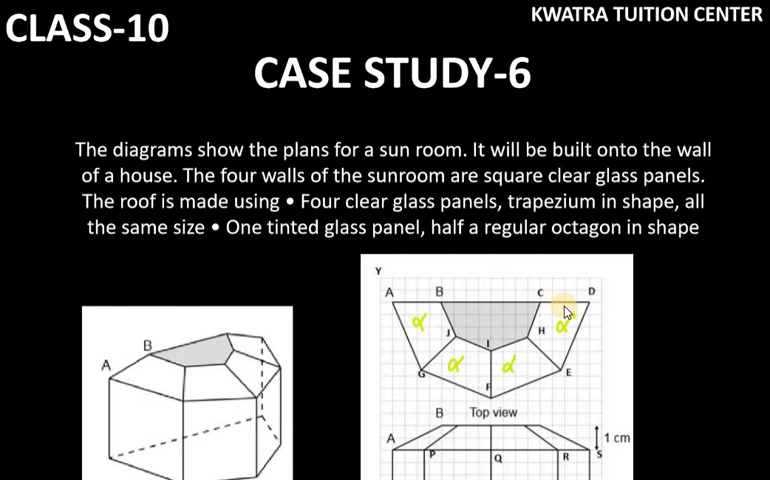 CLASS-10
KWATRA TUITION CENTER
CASE STUDY-6
The diagrams show the plans for a sun room. It will be built onto the wall
of a house. The four walls of the sunroom are square clear glass panels.
The roof is made using • Four clear glass panels, trapezium in shape, all
the same size • One tinted glass panel, half a regular octagon in shape
B
A
Y
A B C D
α α
J I H
α α
G F E
B Top view
A 1 cm
P Q R S